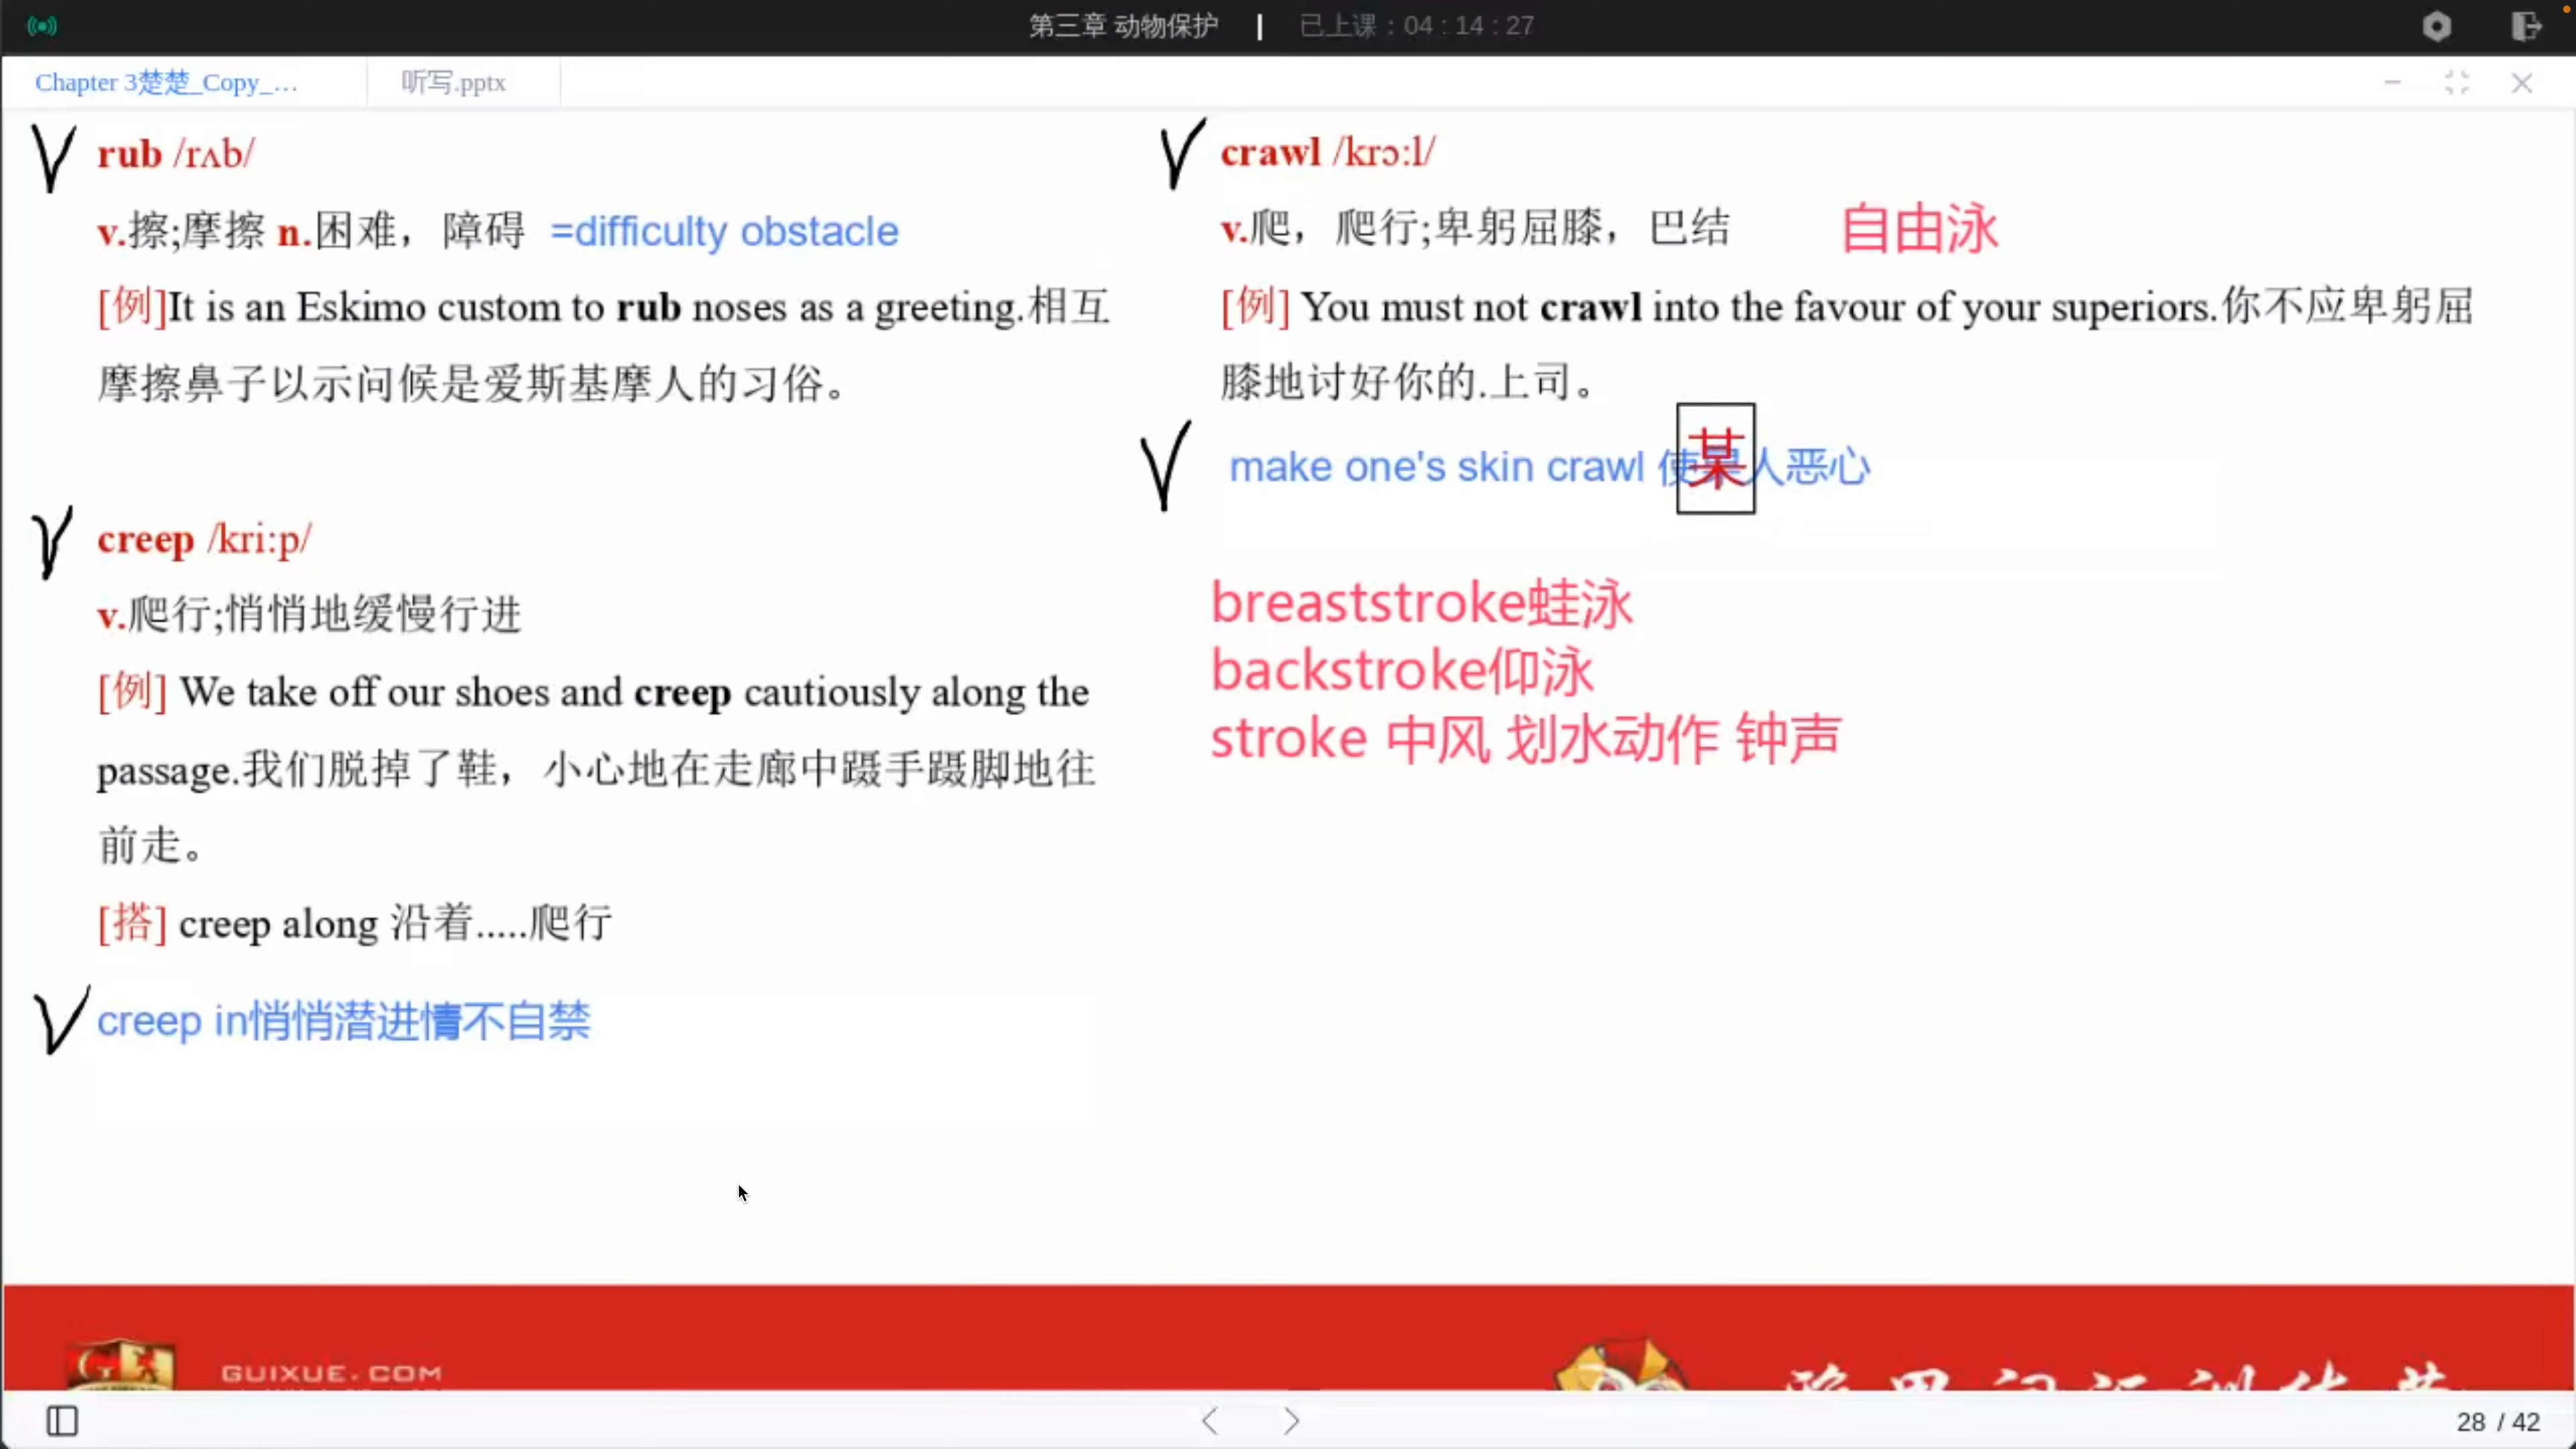 第三章 动物保护 | 已上课：04 : 14 : 27
Chapter 3楚楚_Copy_... 听写.pptx
rub /rʌb/
v.擦;摩擦 n.困难，障碍 =difficulty obstacle
[例]It is an Eskimo custom to rub noses as a greeting.相互
摩擦鼻子以示问候是爱斯基摩人的习俗。
creep /kri:p/
v.爬行;悄悄地缓慢行进
[例] We take off our shoes and creep cautiously along the
passage.我们脱掉了鞋，小心地在走廊中蹑手蹑脚地往
前走。
[搭] creep along 沿着.....爬行
creep in悄悄潜进情不自禁
crawl /krɔ:l/
v.爬，爬行;卑躬屈膝，巴结 自由泳
[例] You must not crawl into the favour of your superiors.你不应卑躬屈
膝地讨好你的.上司。
make one's skin crawl 使某人恶心
breaststroke蛙泳
backstroke仰泳
stroke 中风 划水动作 钟声
GUIXUE.COM
28 / 42